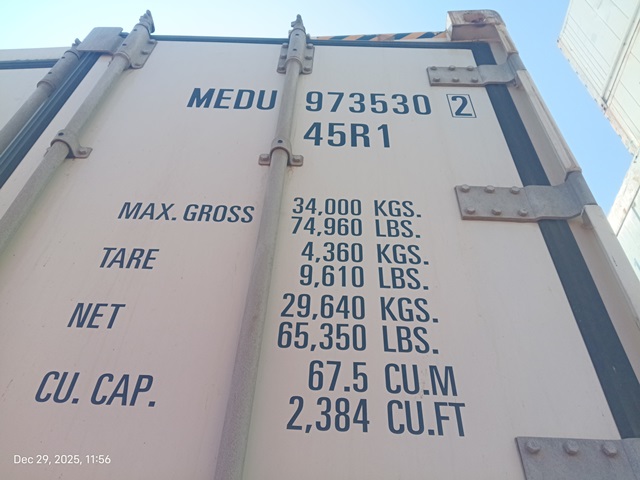 MEDU 973530 2
45R1
MAX. GROSS 34,000 KGS.
74,960 LBS.
TARE 4,360 KGS.
9,610 LBS.
NET 29,640 KGS.
65,350 LBS.
CU. CAP. 67.5 CU.M
2,384 CU.FT
Dec 29, 2025, 11:56